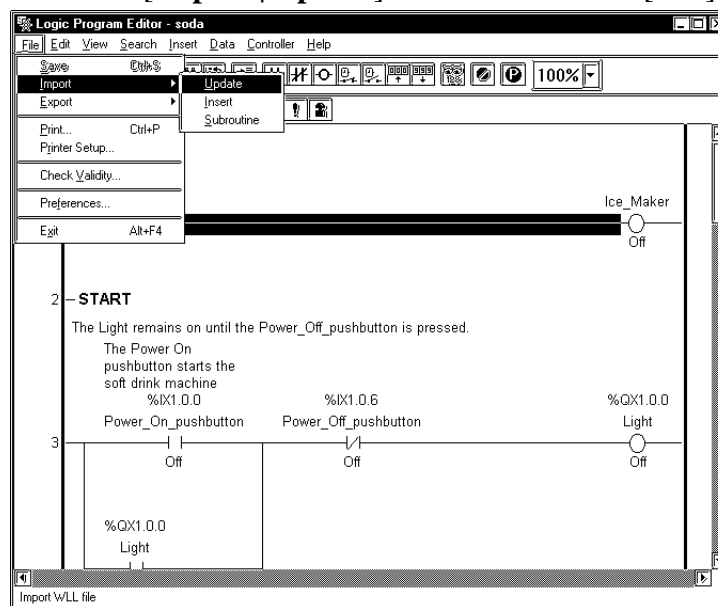 Logic Program Editor - soda
File Edit View Search Insert Data Controller Help
Save Ctrl+S
Import
Export
Print... Ctrl+P
Printer Setup...
Check Validity...
Preferences...
Exit Alt+F4
Update
Insert
Subroutine
100%
Ice_Maker
Off
2 START
The Light remains on until the Power_Off_pushbutton is pressed.
The Power On
pushbutton starts the
soft drink machine
%IX1.0.0 %IX1.0.6 %QX1.0.0
Power_On_pushbutton Power_Off_pushbutton Light
3
Off Off Off
%QX1.0.0
Light
Import WLL file